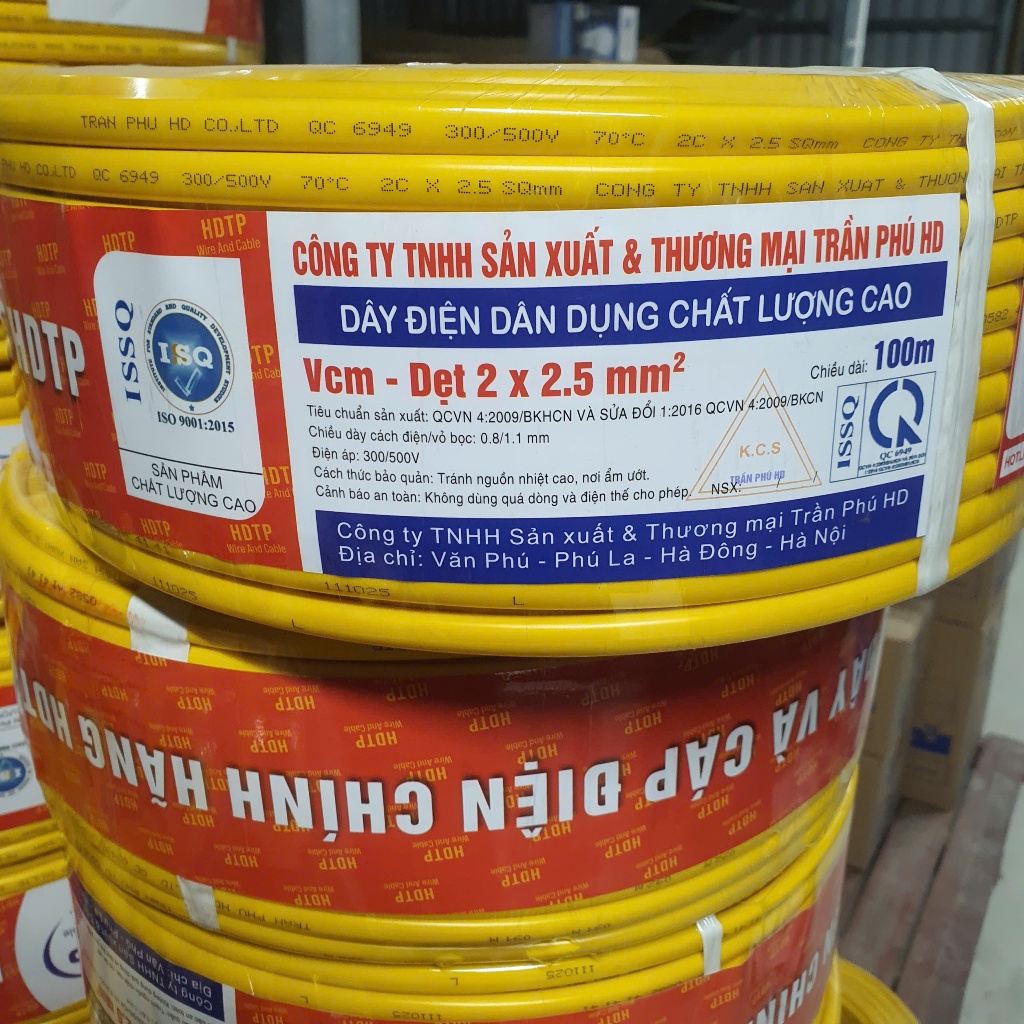 TRAN PHU HD CO.,LTD QC 6949 300/500V 70°C 2C X 2.5 SQmm CONG TY
PHU HD CO.,LTD QC 6949 300/500V 70°C 2C X 2.5 SQmm CONG TY TNHH SAN XUAT & THUON
HDTP
Wire And Cable
HDTP
ISSQ
ISQ
ISO 9001:2015
SẢN PHẨM
CHẤT LƯỢNG CAO
CÔNG TY TNHH SẢN XUẤT & THƯƠNG MẠI TRẦN PHÚ HD
DÂY ĐIỆN DÂN DỤNG CHẤT LƯỢNG CAO
Vcm - Dẹt 2 x 2.5 mm²
Chiều dài: 100m
Tiêu chuẩn sản xuất: QCVN 4:2009/BKHCN VÀ SỬA ĐỔI 1:2016 QCVN 4:2009/BKCN
Chiều dày cách điện/vỏ bọc: 0.8/1.1 mm
Điện áp: 300/500V
Cách thức bảo quản: Tránh nguồn nhiệt cao, nơi ẩm ướt.
Cảnh báo an toàn: Không dùng quá dòng và điện thế cho phép.
NSX: / /
K.C.S
TRẦN PHÚ HD
ISSQ
QC 6949
Công ty TNHH Sản xuất & Thương mại Trần Phú HD
Địa chỉ: Văn Phú - Phú La - Hà Đông - Hà Nội
111025 L
L
DÂY VÀ CÁP ĐIỆN CHÍNH HÃNG HDT
HDTP
Wire And Cable
TRAN PHU
L 111025
111025